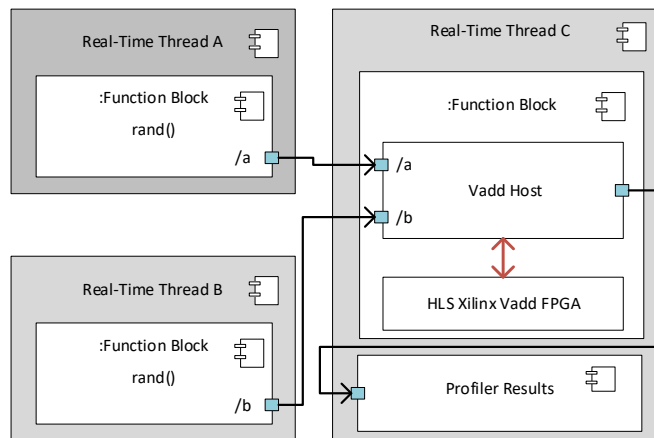 Real-Time Thread A
:Function Block
rand()
/a
Real-Time Thread B
:Function Block
rand()
/b
Real-Time Thread C
:Function Block
/a
Vadd Host
/b
HLS Xilinx Vadd FPGA
Profiler Results